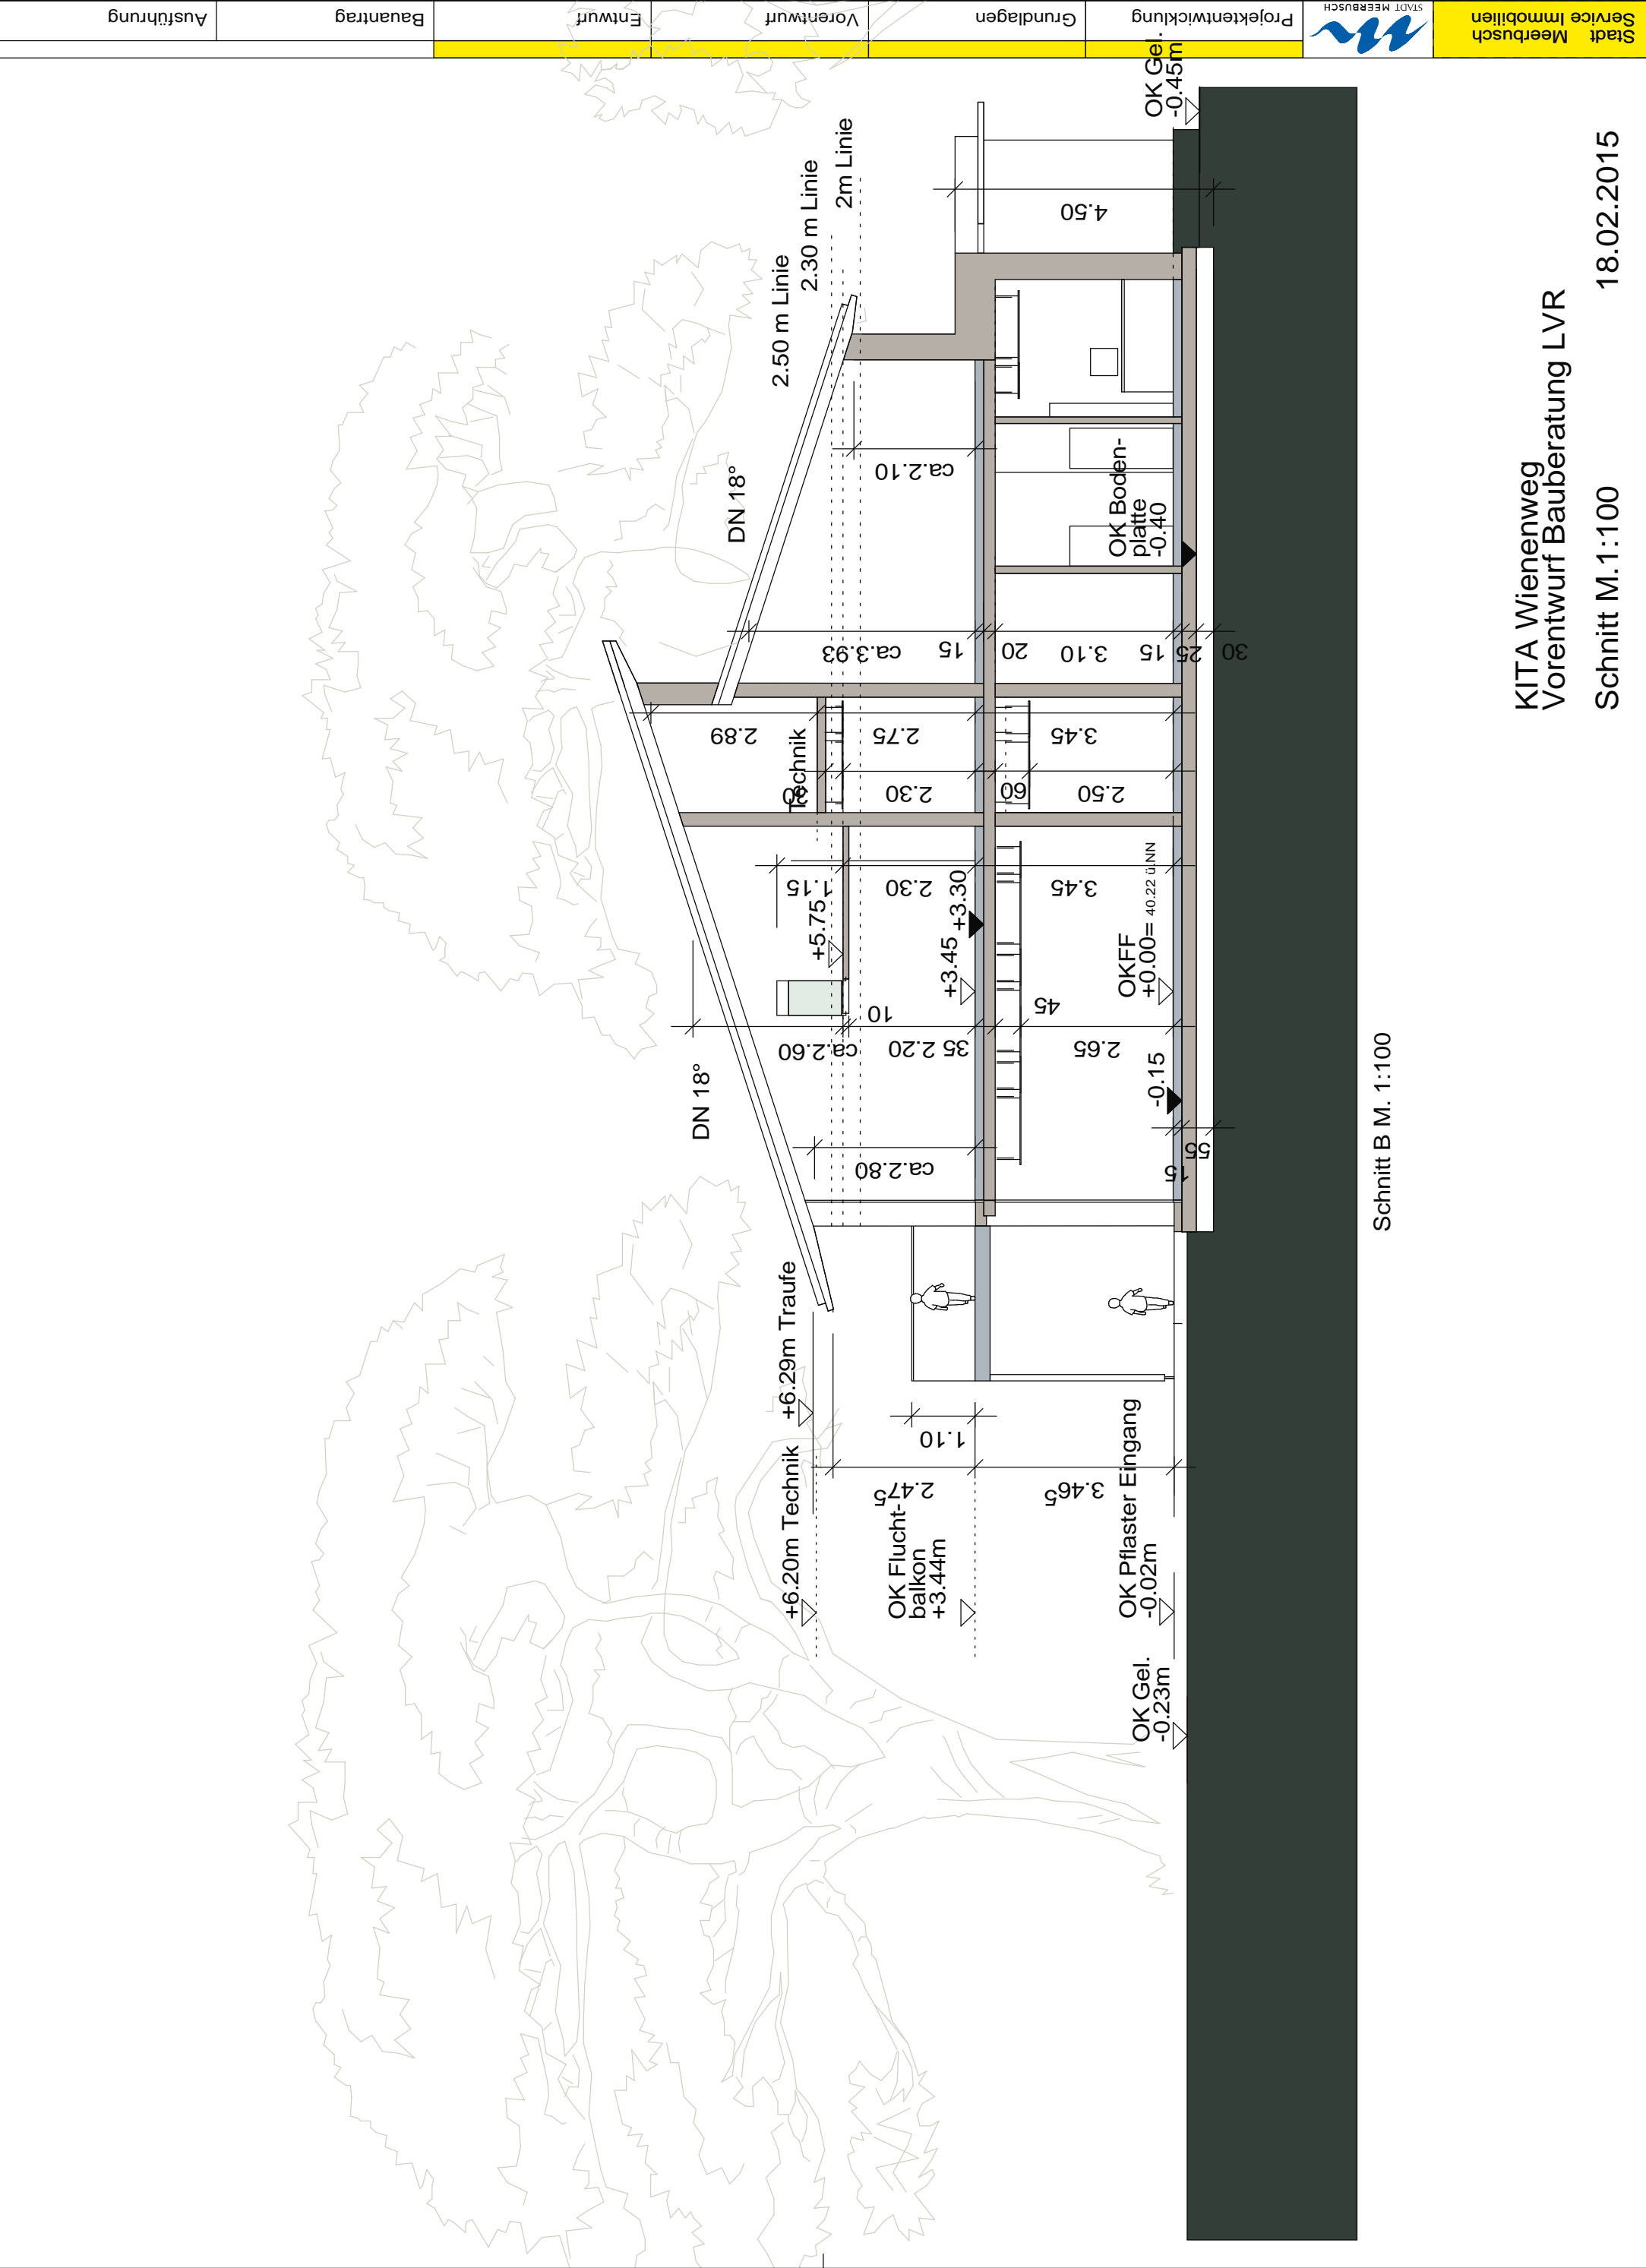 Stadt Meerbusch
Service Immobilien
STADT MEERBUSCH
Projektentwicklung
Grundlagen
Vorentwurf
Entwurf
Bauantrag
Ausführung
KITA Wienenweg
Vorentwurf Bauberatung LVR
Schnitt M.1:100
18.02.2015
Schnitt B M. 1:100
2.50 m Linie
2.30 m Linie
2m Linie
OK Gel.
-0.45m
4.50
DN 18°
ca.2.10
OK Boden-
platte
-0.40
ca.3.93
15
20
3.10
15
25
30
2.89
2.75
3.45
Technik
30
2.30
60
2.50
1.15
2.30
3.45
+5.75
+3.30
+3.45
OKFF
+0.00= 40.22 ü.NN
10
45
ca.2.60
2.20
35
2.65
DN 18°
-0.15
ca.2.80
55
15
+6.29m Traufe
1.10
+6.20m Technik
2.475
3.465
OK Flucht-
balkon
+3.44m
OK Pflaster Eingang
-0.02m
OK Gel.
-0.23m